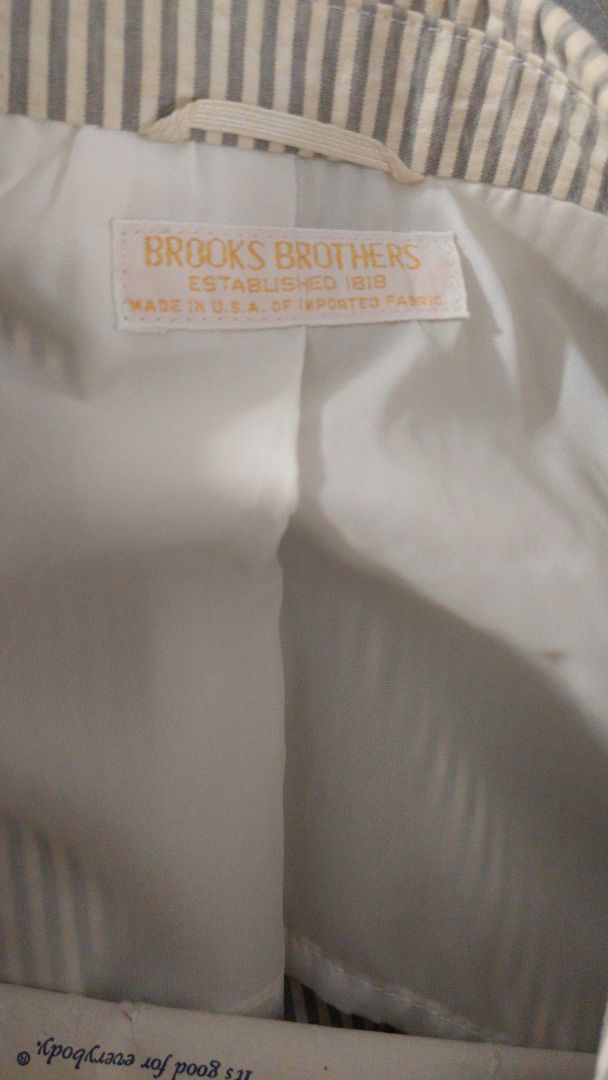 BROOKS BROTHERS
ESTABLISHED 1818
MADE IN U.S.A. OF IMPORTED FABRIC
It's good for everybody.®